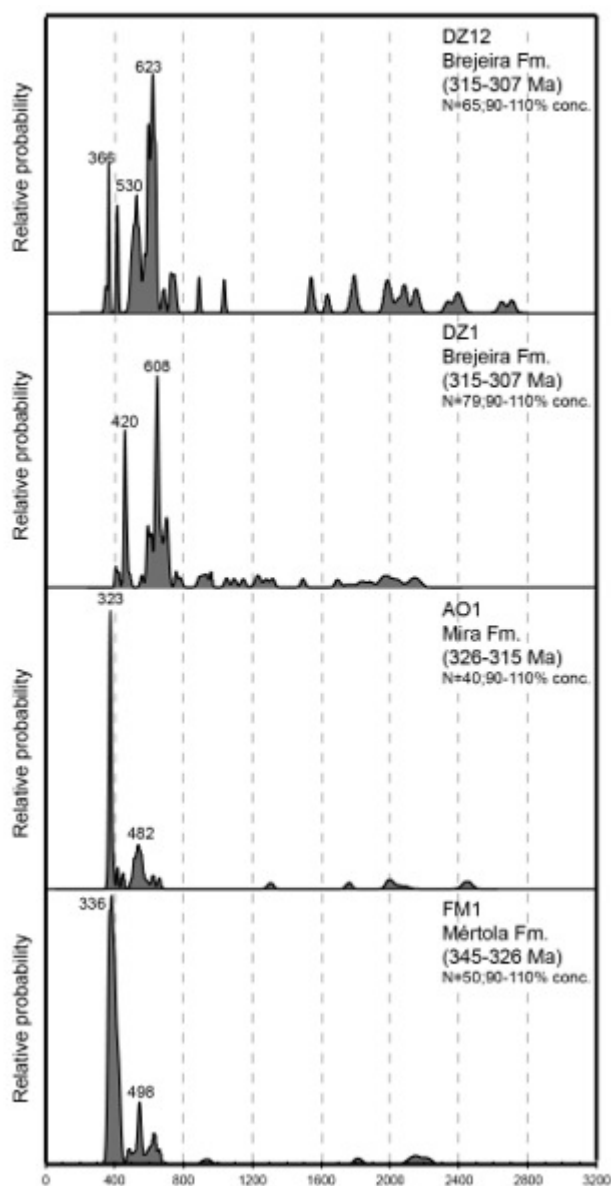 Relative probability
366
530
623
DZ12
Brejeira Fm.
(315-307 Ma)
N=65;90-110% conc.
Relative probability
420
608
DZ1
Brejeira Fm.
(315-307 Ma)
N=79;90-110% conc.
Relative probability
323
482
AO1
Mira Fm.
(326-315 Ma)
N=40;90-110% conc.
Relative probability
336
496
FM1
Mértola Fm.
(345-326 Ma)
N=50;90-110% conc.
0 400 800 1200 1600 2000 2400 2800 3200